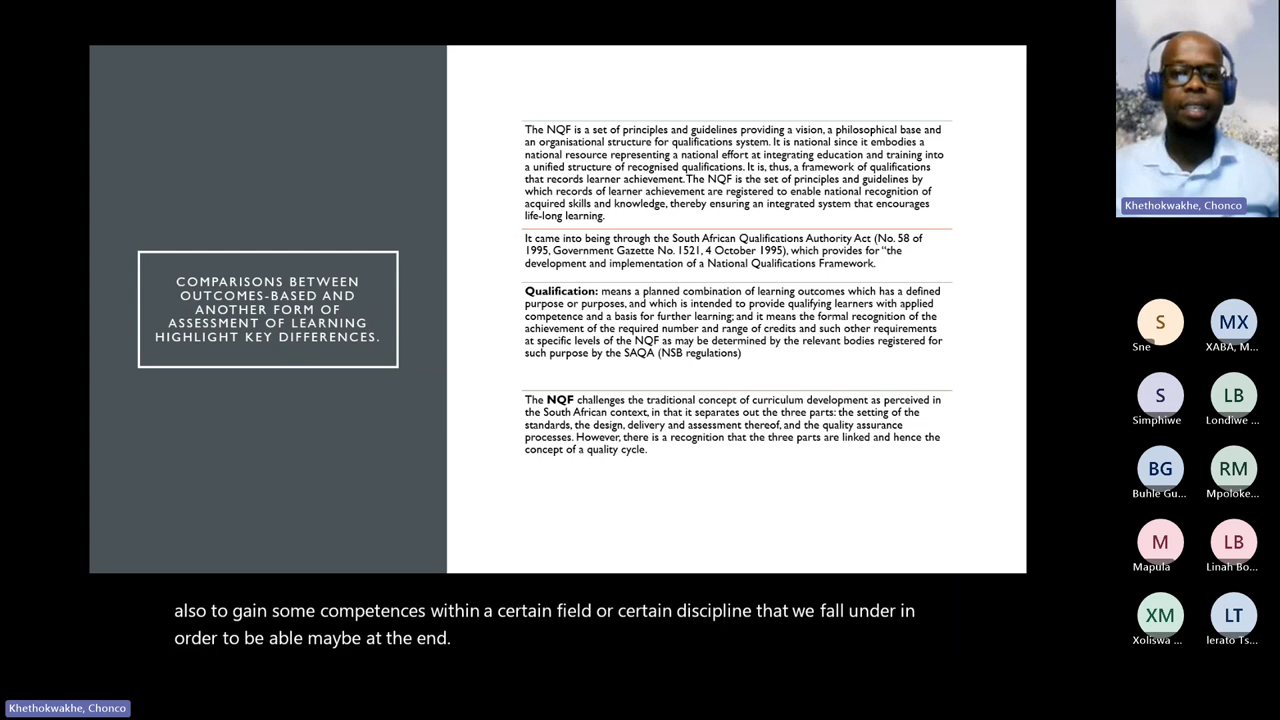 COMPARISONS BETWEEN
OUTCOMES-BASED AND
ANOTHER FORM OF
ASSESSMENT OF LEARNING
HIGHLIGHT KEY DIFFERENCES.
The NQF is a set of principles and guidelines providing a vision, a philosophical base and
an organisational structure for qualifications system. It is national since it embodies a
national resource representing a national effort at integrating education and training into
a unified structure of recognised qualifications. It is, thus, a framework of qualifications
that records learner achievement. The NQF is the set of principles and guidelines by
which records of learner achievement are registered to enable national recognition of
acquired skills and knowledge, thereby ensuring an integrated system that encourages
life-long learning.
It came into being through the South African Qualifications Authority Act (No. 58 of
1995, Government Gazette No. 1521, 4 October 1995), which provides for “the
development and implementation of a National Qualifications Framework.
Qualification: means a planned combination of learning outcomes which has a defined
purpose or purposes, and which is intended to provide qualifying learners with applied
competence and a basis for further learning; and it means the formal recognition of the
achievement of the required number and range of credits and such other requirements
at specific levels of the NQF as may be determined by the relevant bodies registered for
such purpose by the SAQA (NSB regulations)
The NQF challenges the traditional concept of curriculum development as perceived in
the South African context, in that it separates out the three parts: the setting of the
standards, the design, delivery and assessment thereof, and the quality assurance
processes. However, there is a recognition that the three parts are linked and hence the
concept of a quality cycle.
also to gain some competences within a certain field or certain discipline that we fall under in
order to be able maybe at the end.
Khethokwakhe, Chonco
Khethokwakhe, Chonco
S
MX
Sne
XABA, M...
S
LB
Simphiwe
Londiwe ...
BG
RM
Buhle Gu...
Mpoloke...
M
LB
Mapula
Linah Bo...
XM
LT
Xoliswa ...
lerato Ts...